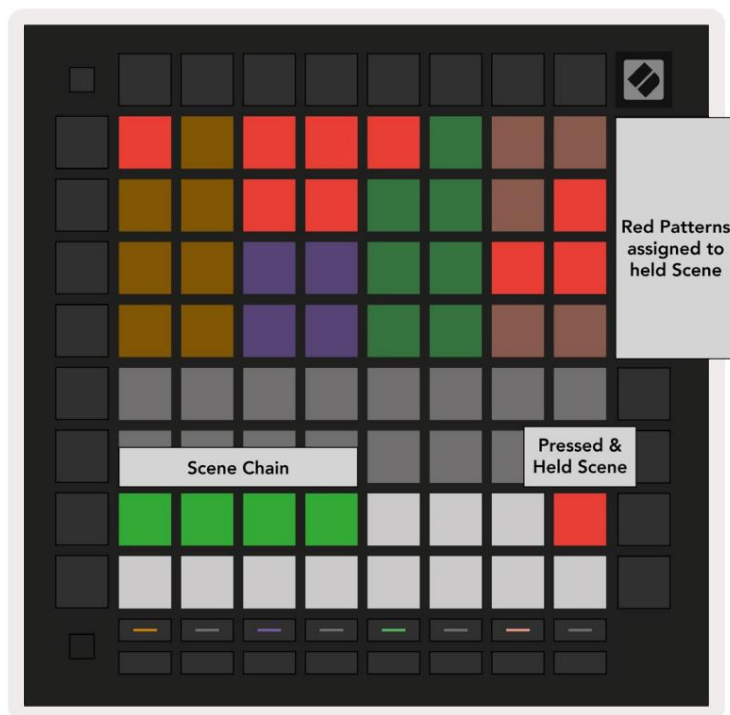 Red Patterns
assigned to
held Scene
Pressed &
Held Scene
Scene Chain